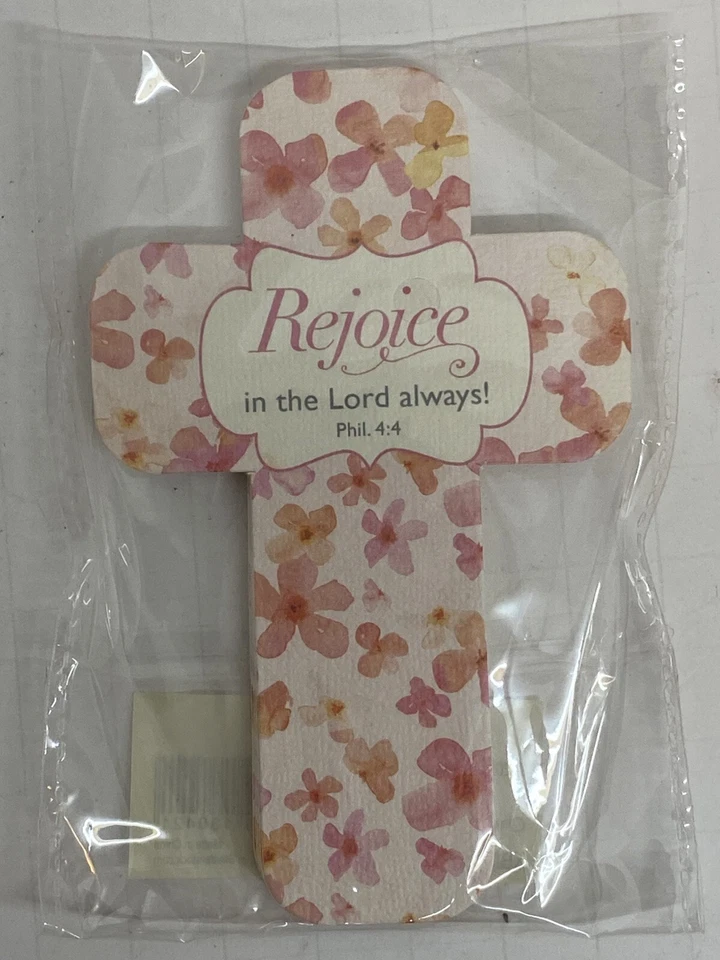 Rejoice
in the Lord always!
Phil. 4:4